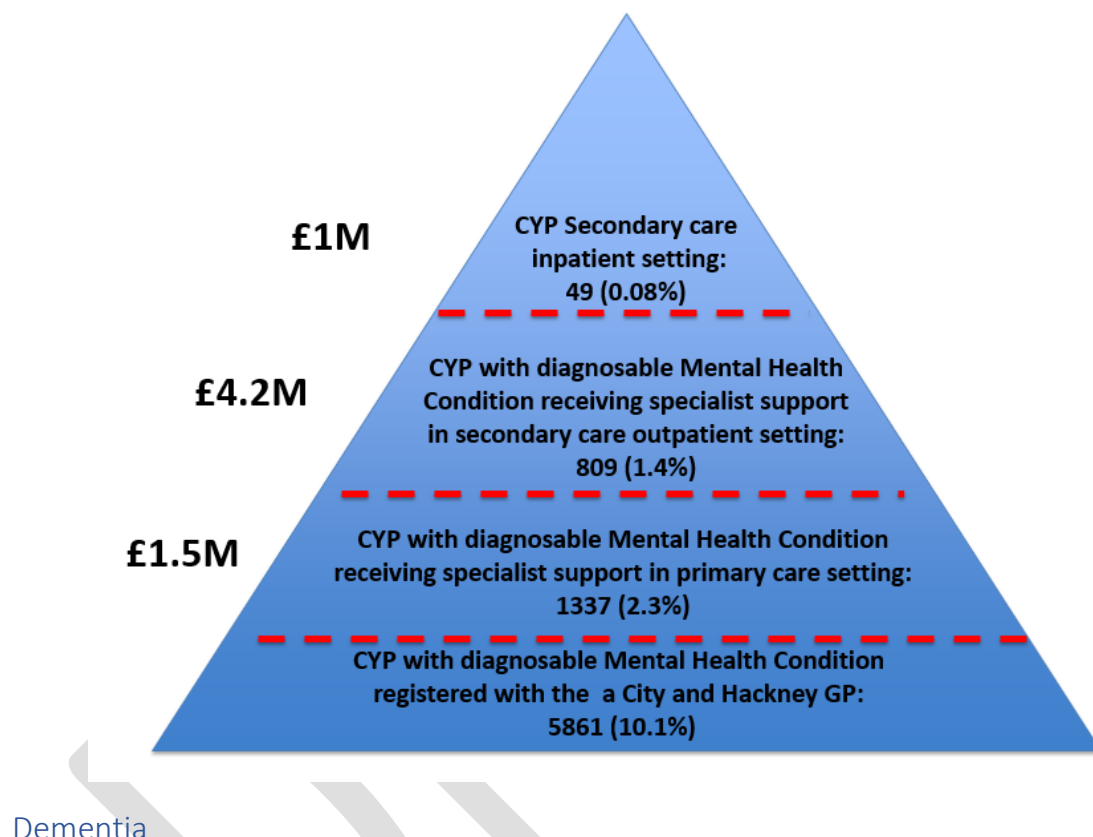 £1M
CYP Secondary care
inpatient setting:
49 (0.08%)
£4.2M
CYP with diagnosable Mental Health
Condition receiving specialist support
in secondary care outpatient setting:
809 (1.4%)
£1.5M
CYP with diagnosable Mental Health Condition
receiving specialist support in primary care setting:
1337 (2.3%)
CYP with diagnosable Mental Health Condition
registered with the  a City and Hackney GP:
5861 (10.1%)
Dementia